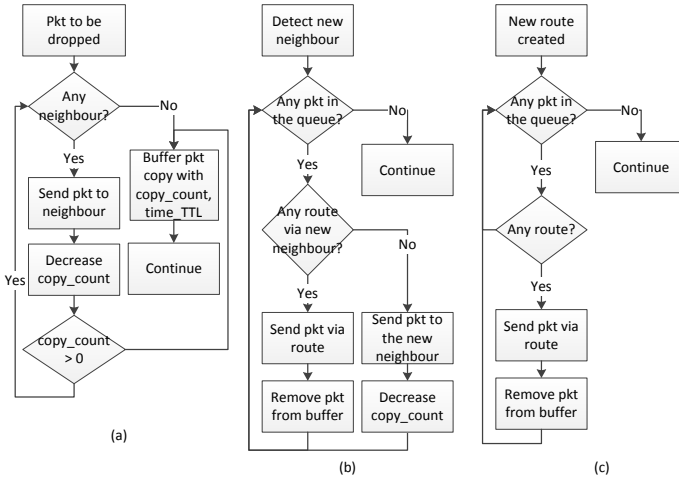 Pkt to be
dropped
Any
neighbour?
No
Yes
Buffer pkt
copy with
copy_count,
time_TTL
Send pkt to
neighbour
Continue
Decrease
copy_count
Yes
copy_count
> 0
(a)
Detect new
neighbour
Any pkt in
the queue?
No
Yes
Continue
Any route
via new
neighbour?
No
Yes
Send pkt via
route
Send pkt to
the new
neighbour
Remove pkt
from buffer
Decrease
copy_count
(b)
New route
created
Any pkt in
the queue?
No
Yes
Continue
Any route?
Yes
Send pkt via
route
Remove pkt
from buffer
(c)